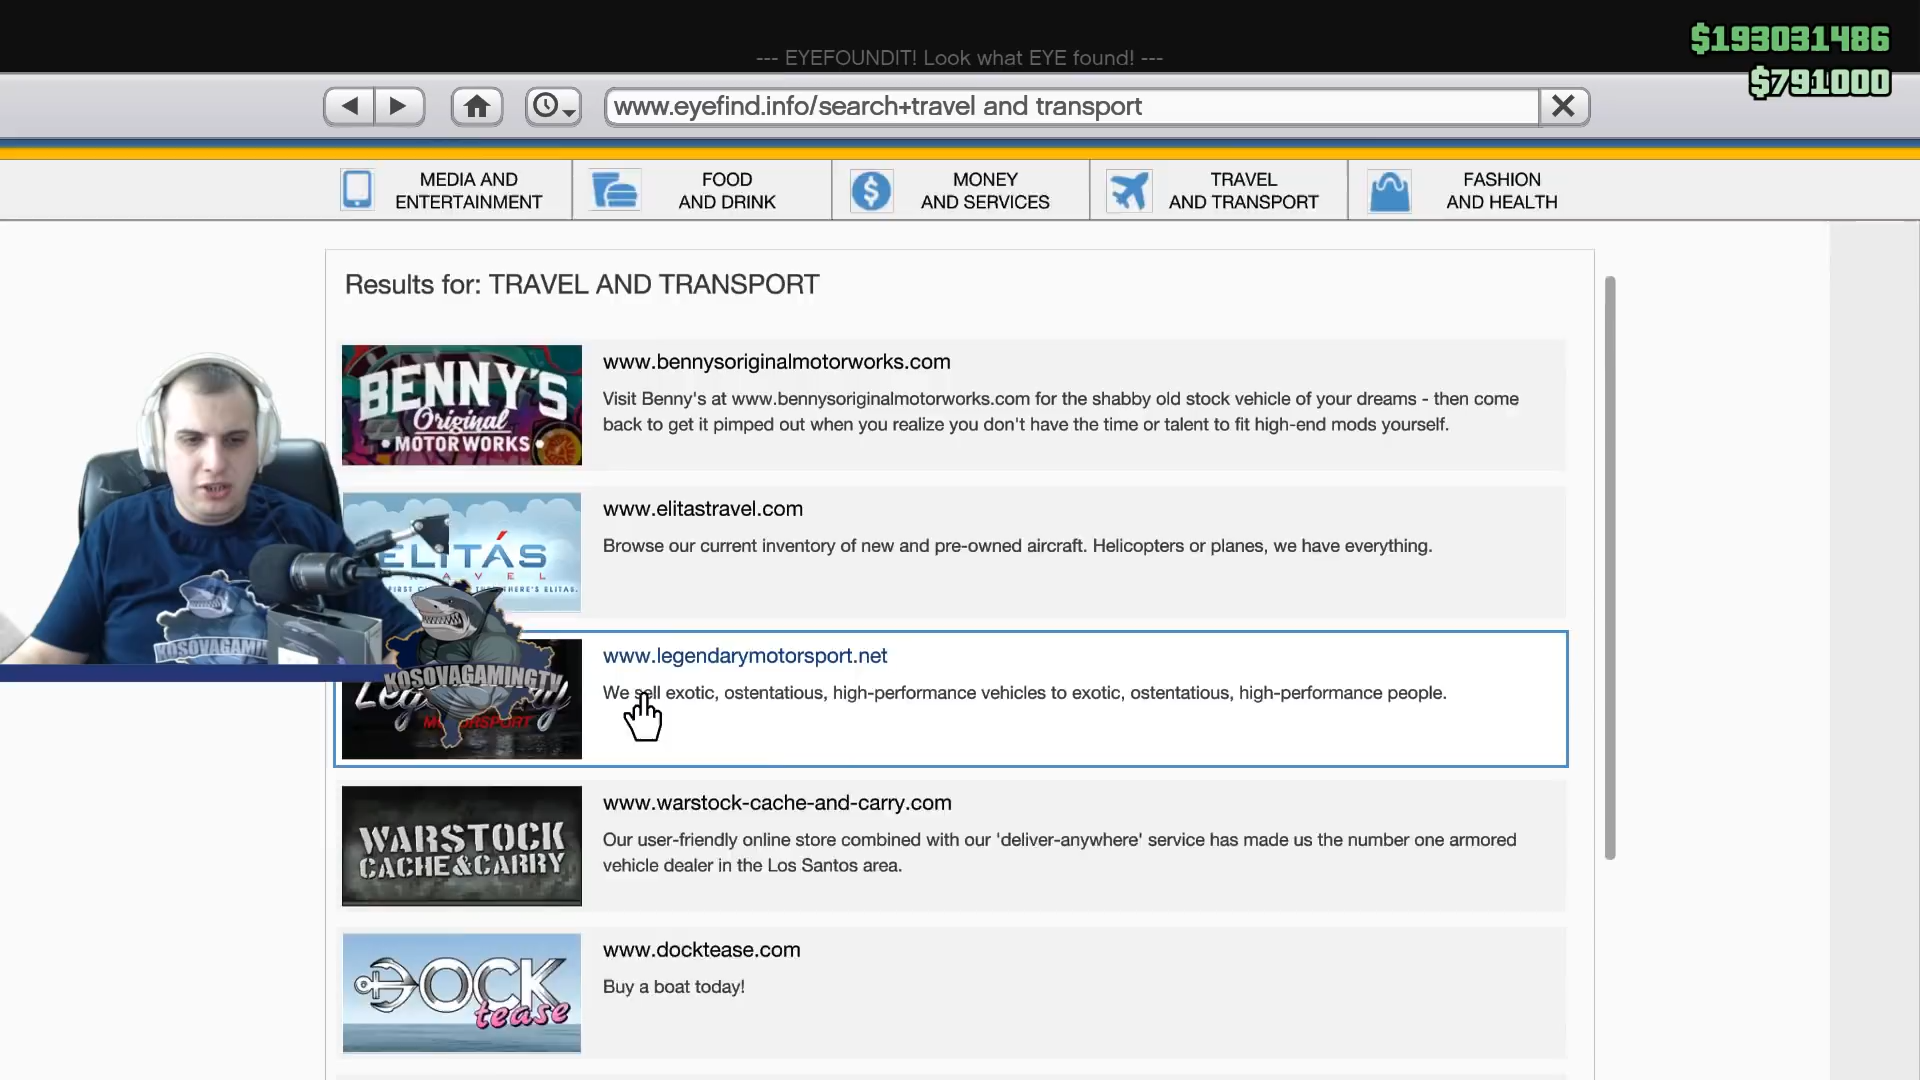 $193031486
--- EYEFOUNDIT! Look what EYE found! ---
$791000
www.eyefind.info/search+travel and transport
MEDIA AND
ENTERTAINMENT
FOOD
AND DRINK
MONEY
AND SERVICES
TRAVEL
AND TRANSPORT
FASHION
AND HEALTH
Results for: TRAVEL AND TRANSPORT
BENNY'S
Original
MOTOR WORKS
www.bennysoriginalmotorworks.com
Visit Benny's at www.bennysoriginalmotorworks.com for the shabby old stock vehicle of your dreams - then come
back to get it pimped out when you realize you don't have the time or talent to fit high-end mods yourself.
ELITÁS
www.elitastravel.com
Browse our current inventory of new and pre-owned aircraft. Helicopters or planes, we have everything.
KOSOVAGAMINGTV
www.legendarymotorsport.net
We sell exotic, ostentatious, high-performance vehicles to exotic, ostentatious, high-performance people.
WARSTOCK
CACHE&CARRY
www.warstock-cache-and-carry.com
Our user-friendly online store combined with our 'deliver-anywhere' service has made us the number one armored
vehicle dealer in the Los Santos area.
DOCK
tease
www.docktease.com
Buy a boat today!